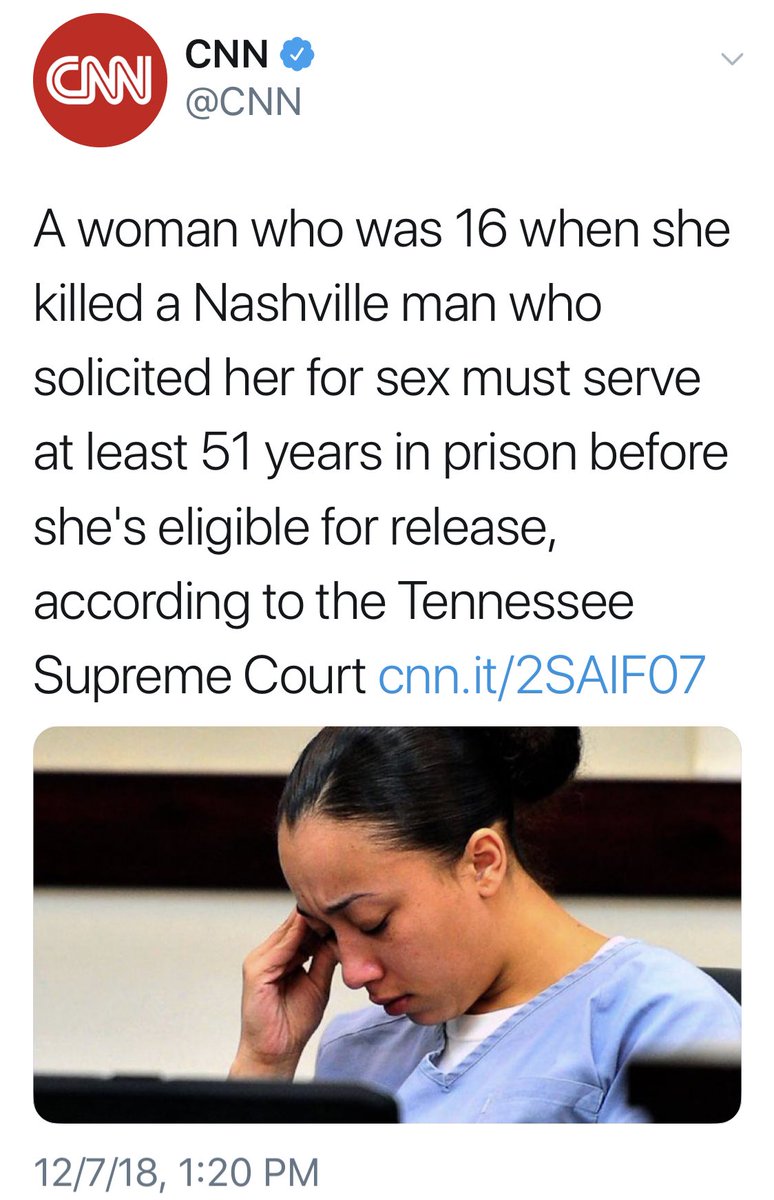 CNN
CNN
@CNN
A woman who was 16 when she
killed a Nashville man who
solicited her for sex must serve
at least 51 years in prison before
she's eligible for release,
according to the Tennessee
Supreme Court cnn.it/2SAIF07
12/7/18, 1:20 PM